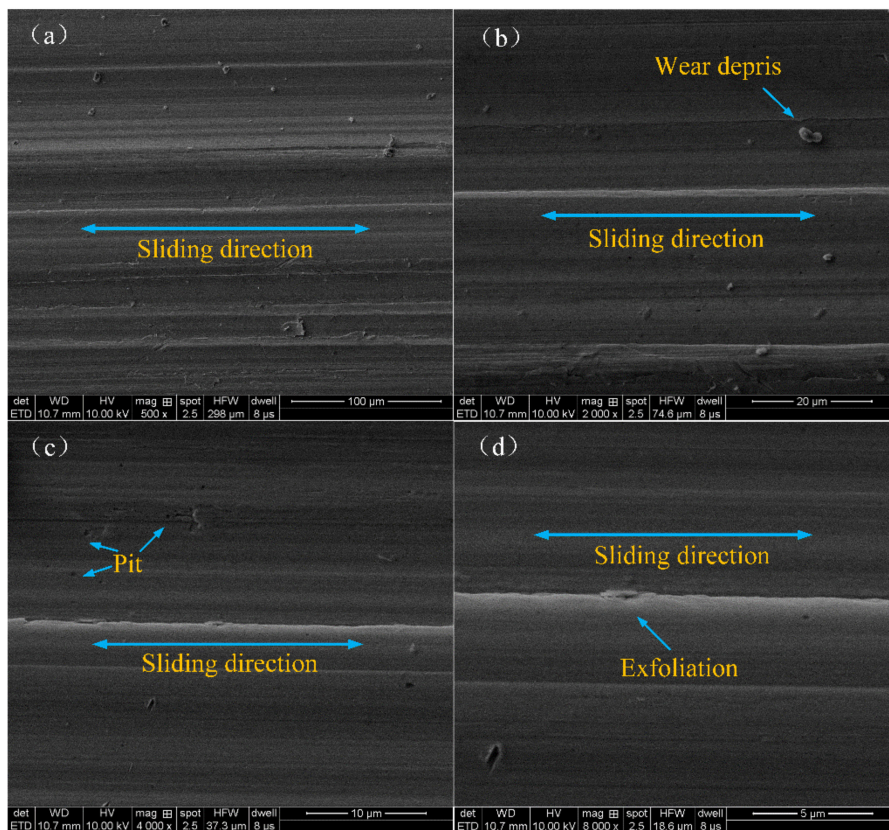 (a)
Sliding direction
det WD HV mag ⊞ spot HFW dwell
ETD 10.7 mm 10.00 kV 500 x 2.5 298 µm 8 µs
100 µm
(b)
Wear depris
Sliding direction
det WD HV mag ⊞ spot HFW dwell
ETD 10.7 mm 10.00 kV 2 000 x 2.5 74.6 µm 8 µs
20 µm
(c)
Pit
Sliding direction
det WD HV mag ⊞ spot HFW dwell
ETD 10.7 mm 10.00 kV 4 000 x 2.5 37.3 µm 8 µs
10 µm
(d)
Sliding direction
Exfoliation
det WD HV mag ⊞ spot HFW dwell
ETD 10.7 mm 10.00 kV 8 000 x 2.5 18.6 µm 8 µs
5 µm